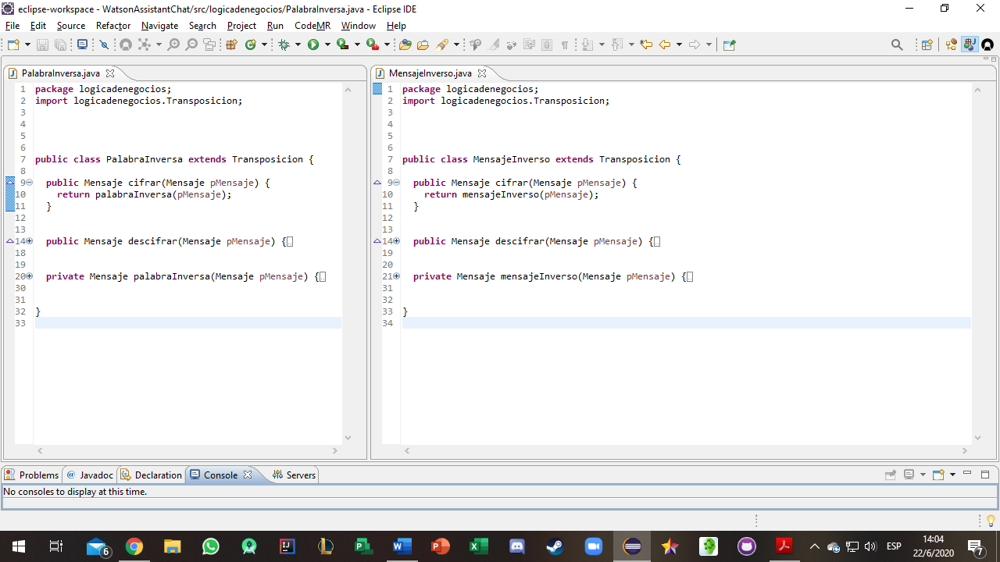 eclipse-workspace - WatsonAssistantChat/src/logicadenegocios/PalabraInversa.java - Eclipse IDE
File Edit Source Refactor Navigate Search Project Run CodeMR Window Help
PalabraInversa.java
1 package logicadenegocios;
2 import logicadenegocios.Transposicion;
3
4
5
6
7 public class PalabraInversa extends Transposicion {
8
9 public Mensaje cifrar(Mensaje pMensaje) {
10 return palabraInversa(pMensaje);
11 }
12
13
14 public Mensaje descifrar(Mensaje pMensaje) {
18
19
20 private Mensaje palabraInversa(Mensaje pMensaje) {
30
31
32 }
33
MensajeInverso.java
1 package logicadenegocios;
2 import logicadenegocios.Transposicion;
3
4
5
6
7 public class MensajeInverso extends Transposicion {
8
9 public Mensaje cifrar(Mensaje pMensaje) {
10 return mensajeInverso(pMensaje);
11 }
12
13
14 public Mensaje descifrar(Mensaje pMensaje) {
19
20
21 private Mensaje mensajeInverso(Mensaje pMensaje) {
31
32
33 }
34
Problems @ Javadoc Declaration Console Servers
No consoles to display at this time.
6
ESP
14:04
22/6/2020
7